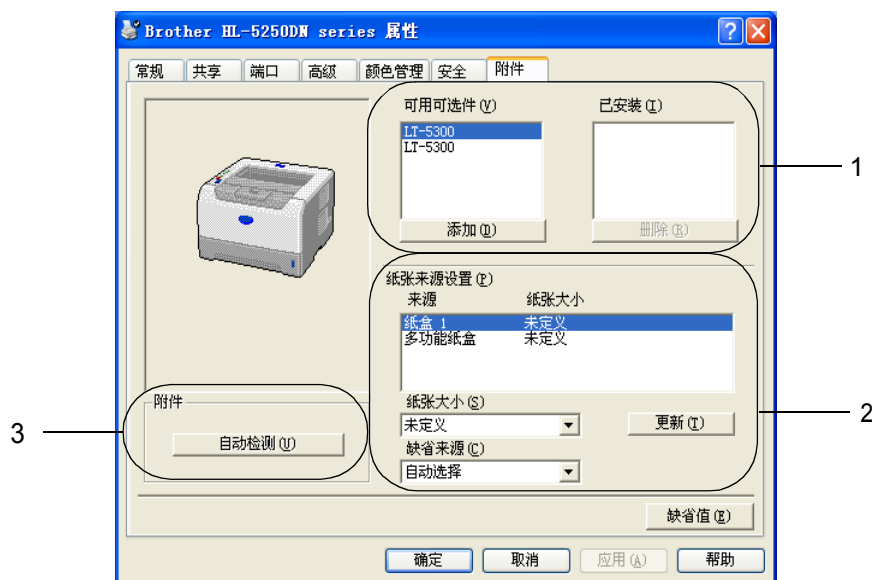 Brother HL-5250DN series 属性
常规 共享 端口 高级 颜色管理 安全 附件
可用可选件(V)
已安装(I)
LT-5300
LT-5300
添加(D)
删除(R)
1
纸张来源设置(P)
来源 纸张大小
纸盒 1 未定义
多功能纸盒 未定义
纸张大小(S)
未定义
更新(T)
缺省来源(C)
自动选择
2
附件
自动检测(U)
3
缺省值(E)
确定 取消 应用(A) 帮助